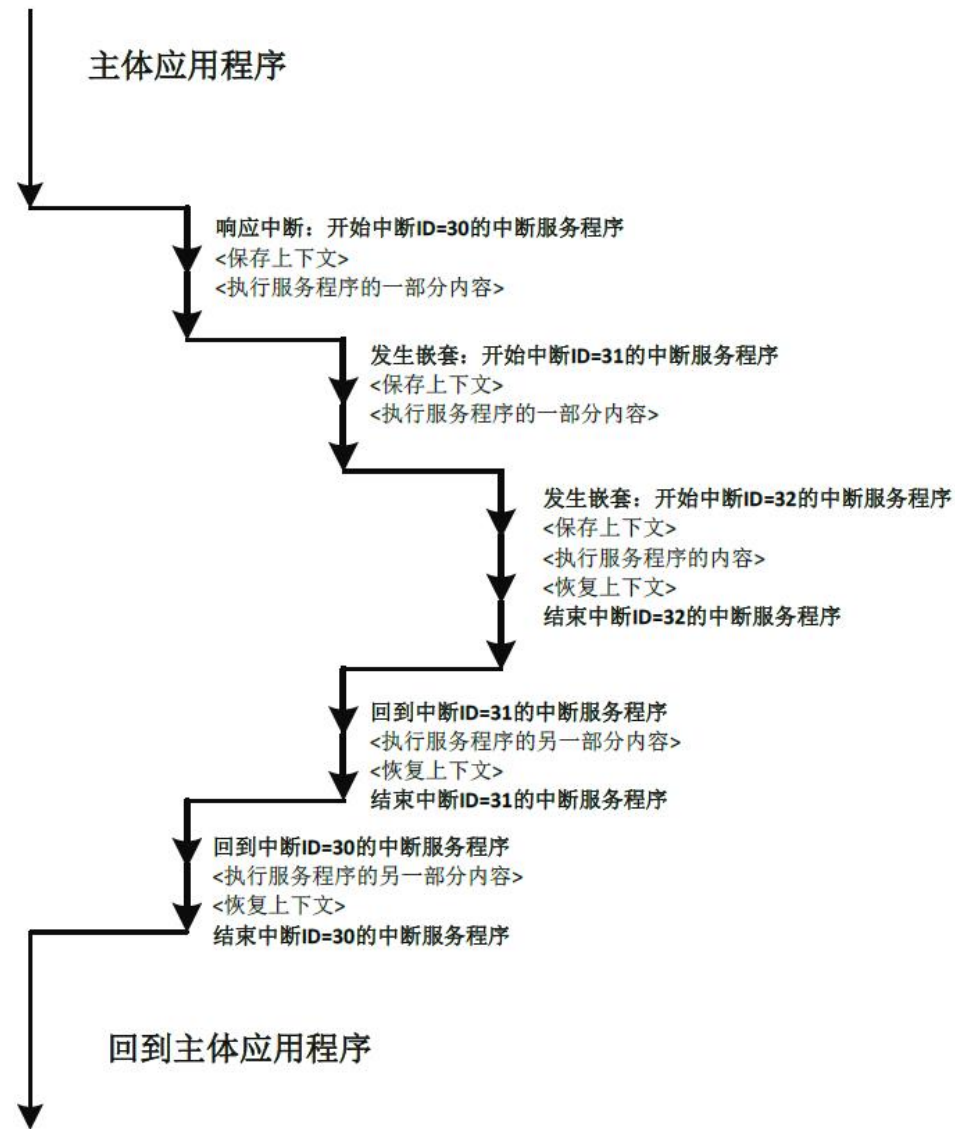 主体应用程序
响应中断：开始中断ID=30的中断服务程序
<保存上下文>
<执行服务程序的一部分内容>
发生嵌套：开始中断ID=31的中断服务程序
<保存上下文>
<执行服务程序的一部分内容>
发生嵌套：开始中断ID=32的中断服务程序
<保存上下文>
<执行服务程序的内容>
<恢复上下文>
结束中断ID=32的中断服务程序
回到中断ID=31的中断服务程序
<执行服务程序的另一部分内容>
<恢复上下文>
结束中断ID=31的中断服务程序
回到中断ID=30的中断服务程序
<执行服务程序的另一部分内容>
<恢复上下文>
结束中断ID=30的中断服务程序
回到主体应用程序